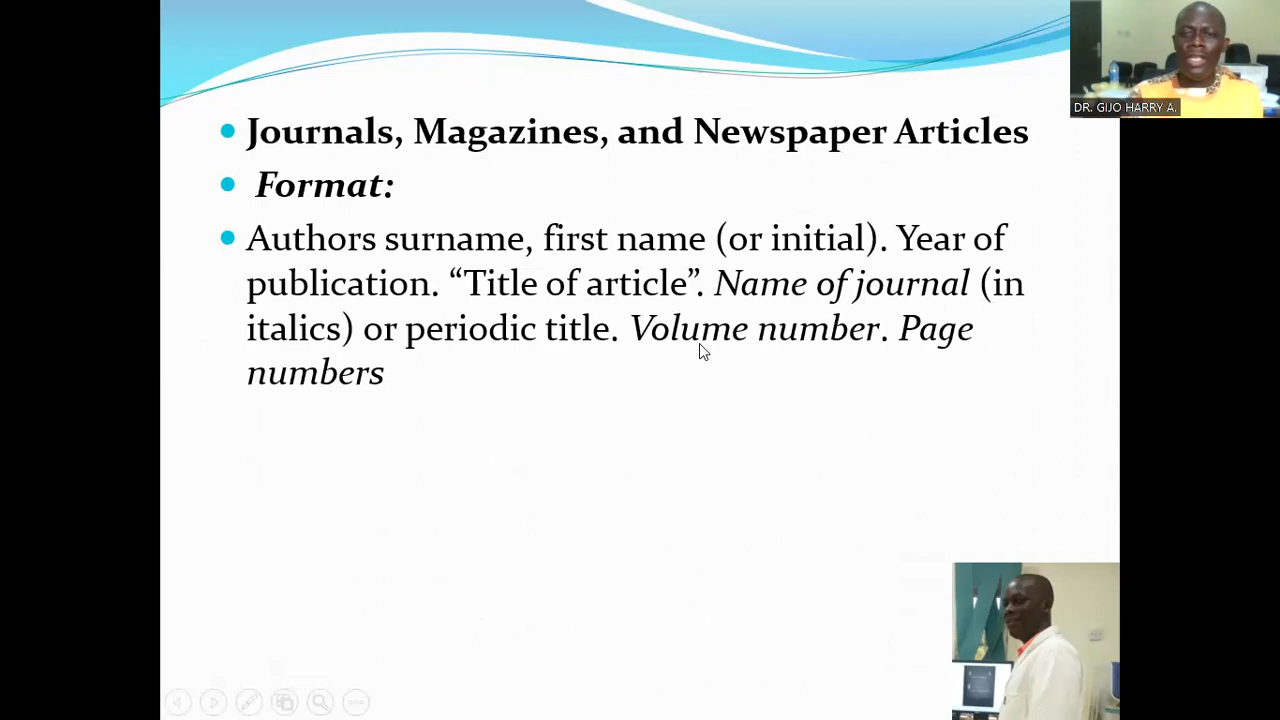 DR. GIJO HARRY A.
Journals, Magazines, and Newspaper Articles
Format:
Authors surname, first name (or initial). Year of
publication. “Title of article”. Name of journal (in
italics) or periodic title. Volume number. Page
numbers